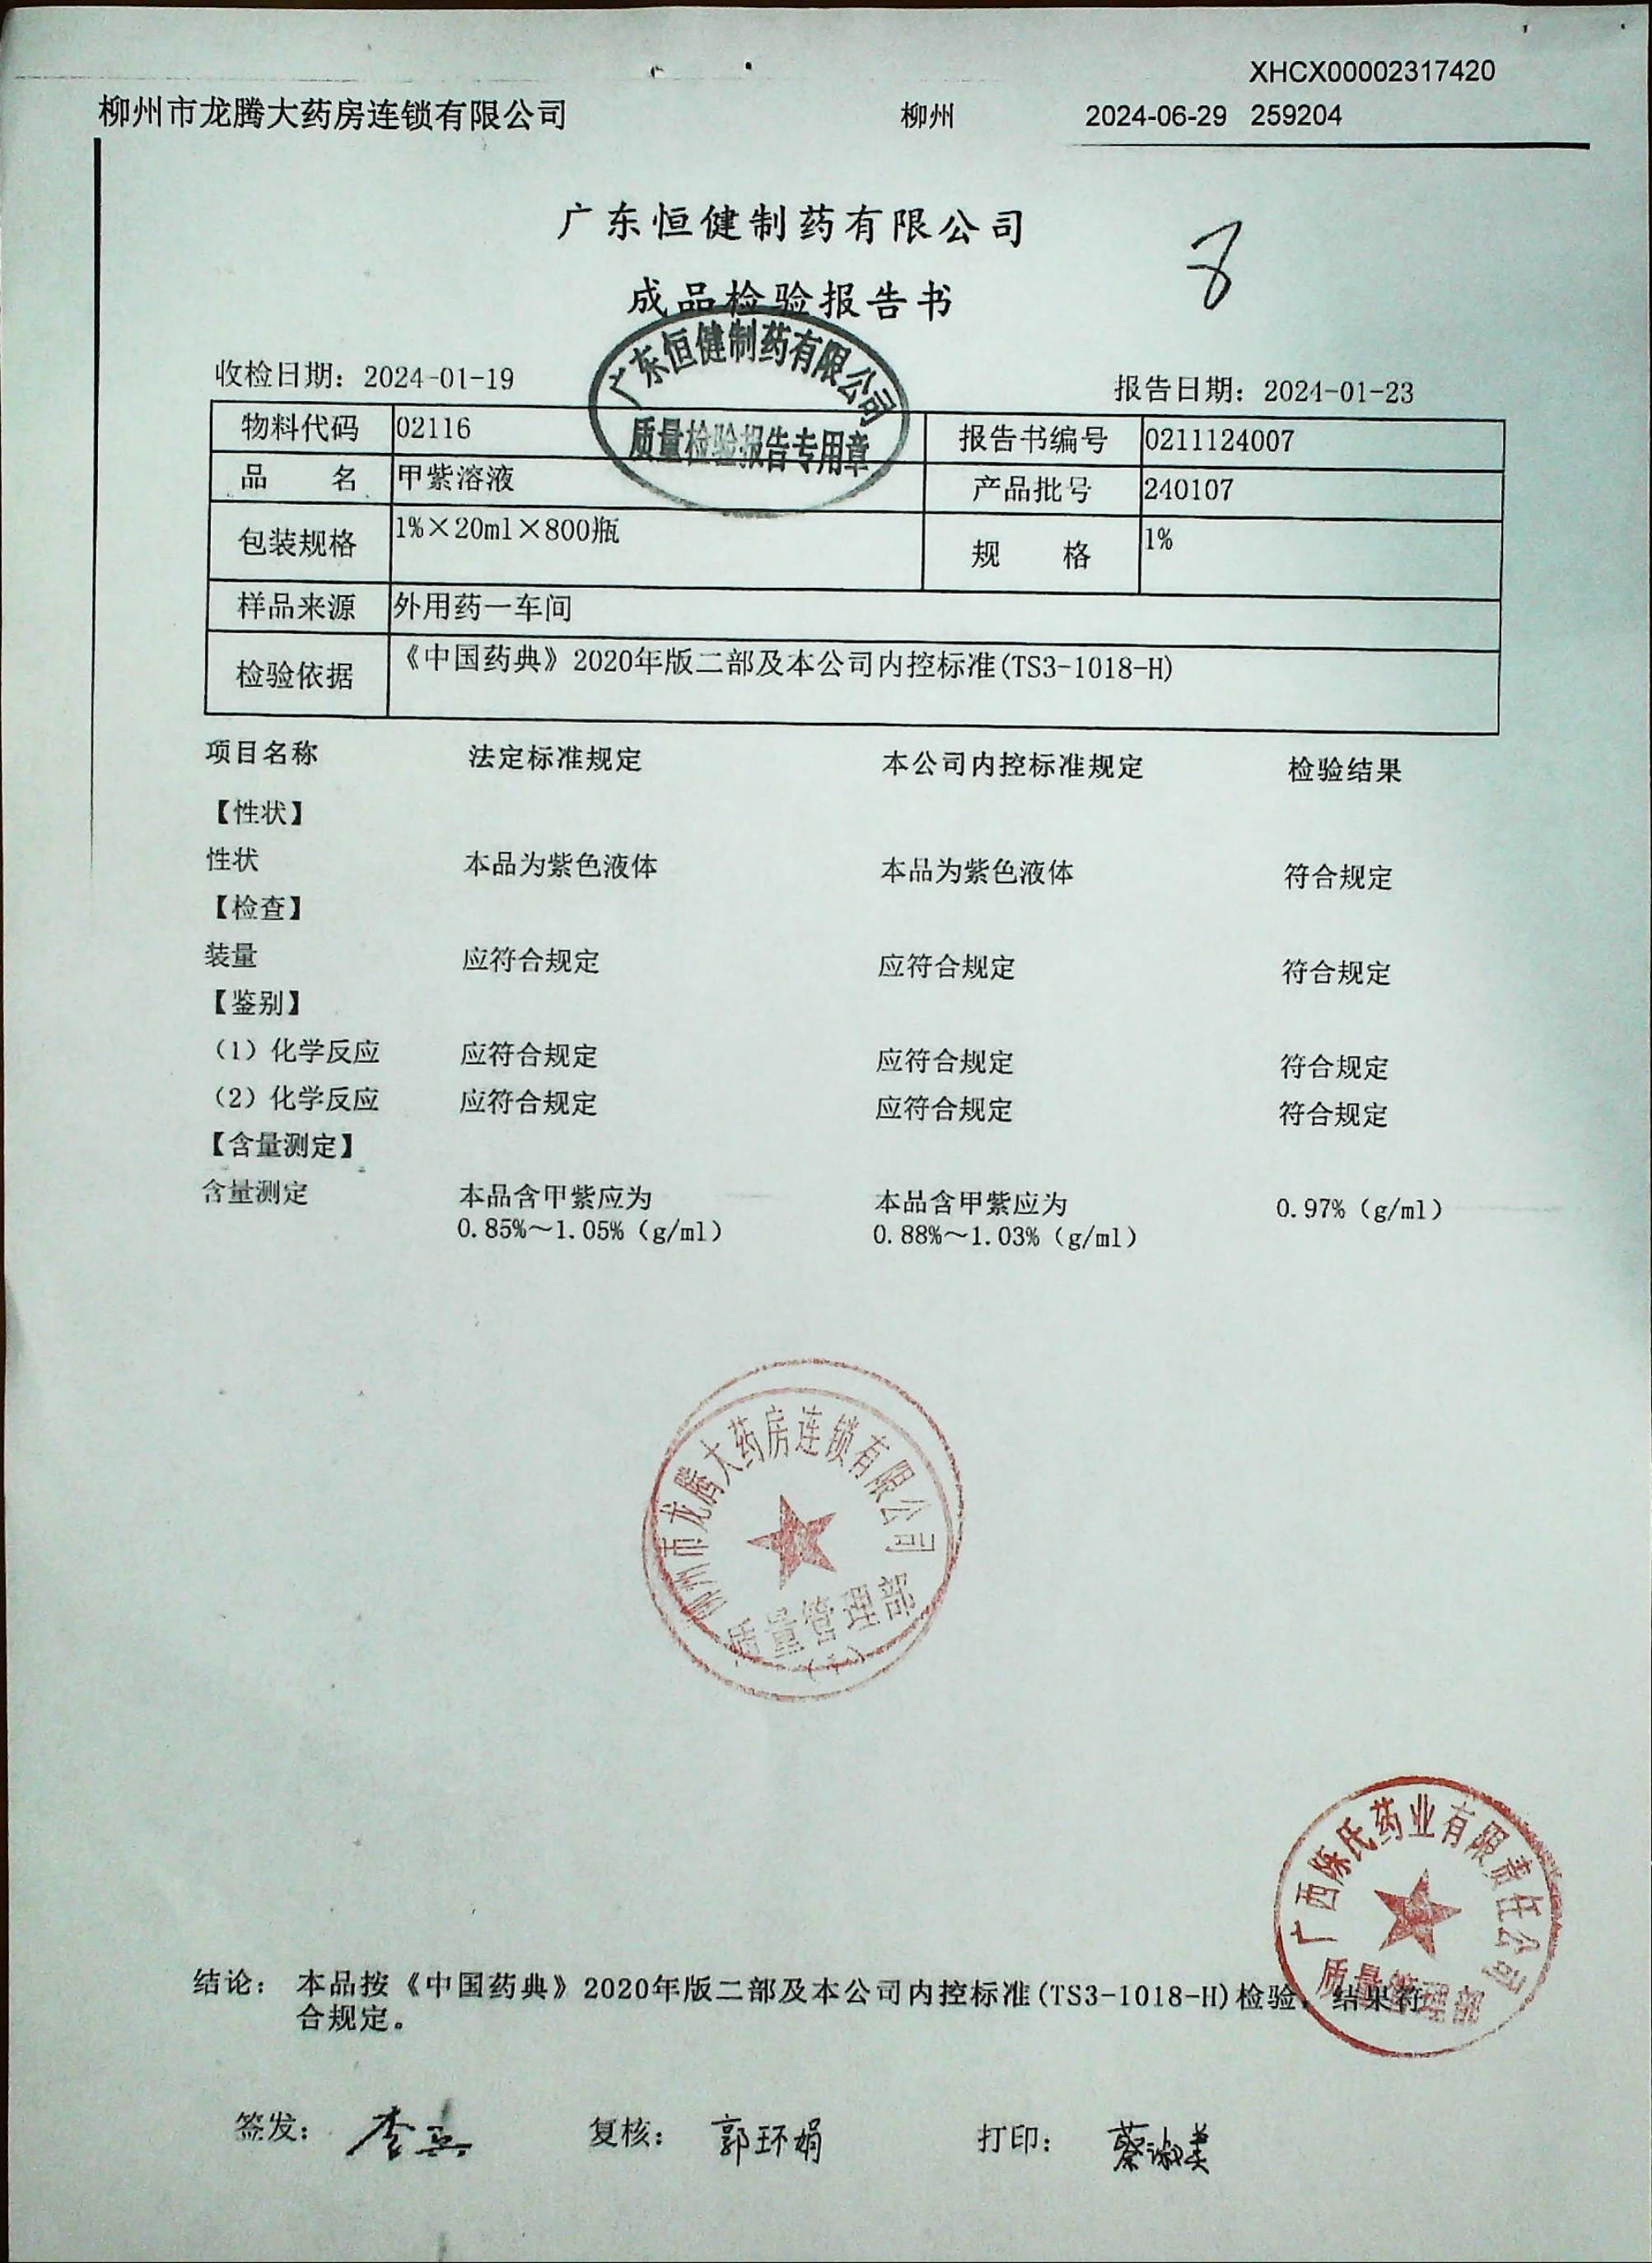 XHCX00002317420
柳州市龙腾大药房连锁有限公司 柳州 2024-06-29 259204
广东恒健制药有限公司
8
成品检验报告书
广东恒健制药有限公司
质量检验报告专用章
收检日期：2024-01-19 报告日期：2024-01-23
物料代码 02116 报告书编号 0211124007
品 名 甲紫溶液 产品批号 240107
包装规格 1%×20ml×800瓶 规 格 1%
样品来源 外用药一车间
检验依据 《中国药典》2020年版二部及本公司内控标准(TS3-1018-H)
项目名称 法定标准规定 本公司内控标准规定 检验结果
【性状】
性状 本品为紫色液体 本品为紫色液体 符合规定
【检查】
装量 应符合规定 应符合规定 符合规定
【鉴别】
（1）化学反应 应符合规定 应符合规定 符合规定
（2）化学反应 应符合规定 应符合规定 符合规定
【含量测定】
含量测定 本品含甲紫应为 本品含甲紫应为 0.97%（g/ml）
0.85%～1.05%（g/ml） 0.88%～1.03%（g/ml）
柳州市龙腾大药房连锁有限公司
质量管理部
广西陈氏药业有限责任公司
质量管理部
结论： 本品按《中国药典》2020年版二部及本公司内控标准(TS3-1018-H)检验，结果符
合规定。
签发： 复核： 郭环娟 打印： 蔡淑美